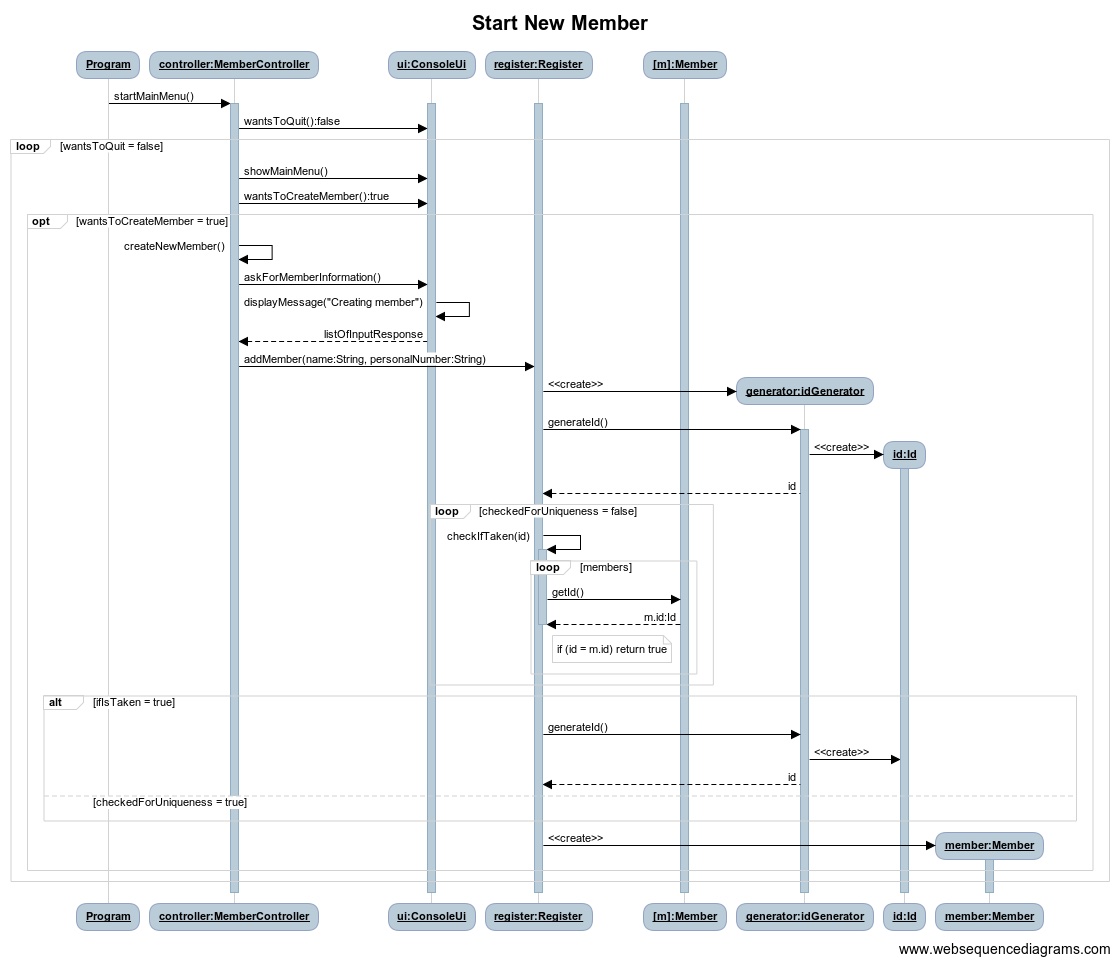 Start New Member
Program
controller:MemberController
ui:ConsoleUi
register:Register
[m]:Member
startMainMenu()
wantsToQuit():false
loop
[wantsToQuit = false]
showMainMenu()
wantsToCreateMember():true
opt
[wantsToCreateMember = true]
createNewMember()
askForMemberInformation()
displayMessage("Creating member")
listOfInputResponse
addMember(name:String, personalNumber:String)
<<create>>
generator:idGenerator
generateId()
<<create>>
id:Id
id
loop
[checkedForUniqueness = false]
checkIfTaken(id)
loop
[members]
getId()
m.id:Id
if (id = m.id) return true
alt
[ifIsTaken = true]
generateId()
<<create>>
id
[checkedForUniqueness = true]
<<create>>
member:Member
Program
controller:MemberController
ui:ConsoleUi
register:Register
[m]:Member
generator:idGenerator
id:Id
member:Member
www.websequencediagrams.com